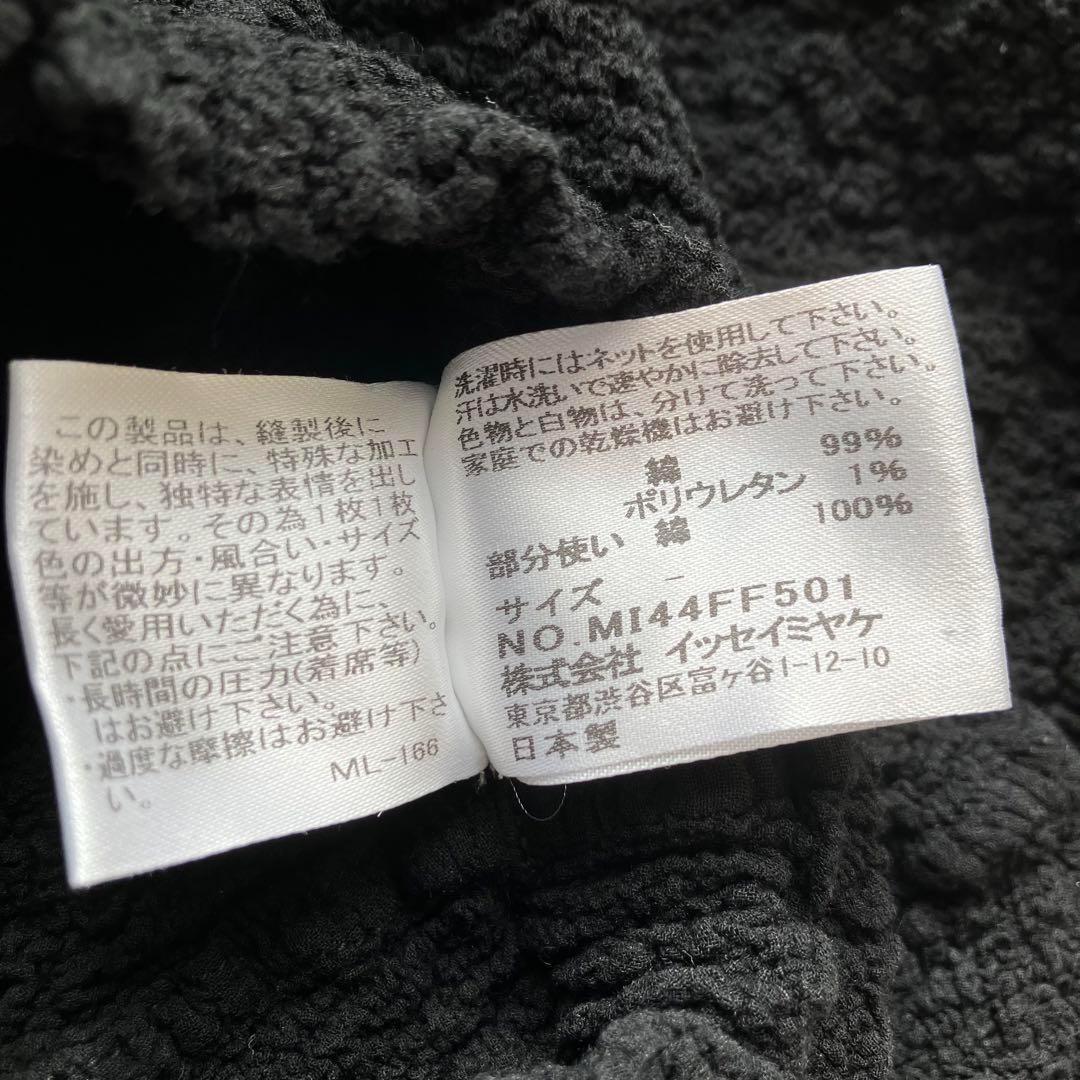 この製品は、縫製後に
染めと同時に、特殊な加工
を施し、独特な表情を出し
ています。その為1枚1枚
色の出方・風合い・サイズ
等が微妙に異なります。
長く愛用いただく為に、
下記の点にご注意下さい。
・長時間の圧力(着席等)
はお避け下さい。
・過度な摩擦はお避け下さ
い。
ML-166
洗濯時にはネットを使用して下さい。
汗は水洗いで速やかに除去して下さい。
色物と白物は、分けて洗って下さい。
家庭での乾燥機はお避け下さい。
綿 99%
ポリウレタン 1%
部分使い 綿 100%
サイズ -
NO.MI44FF501
株式会社 イッセイミヤケ
東京都渋谷区富ヶ谷1-12-10
日本製